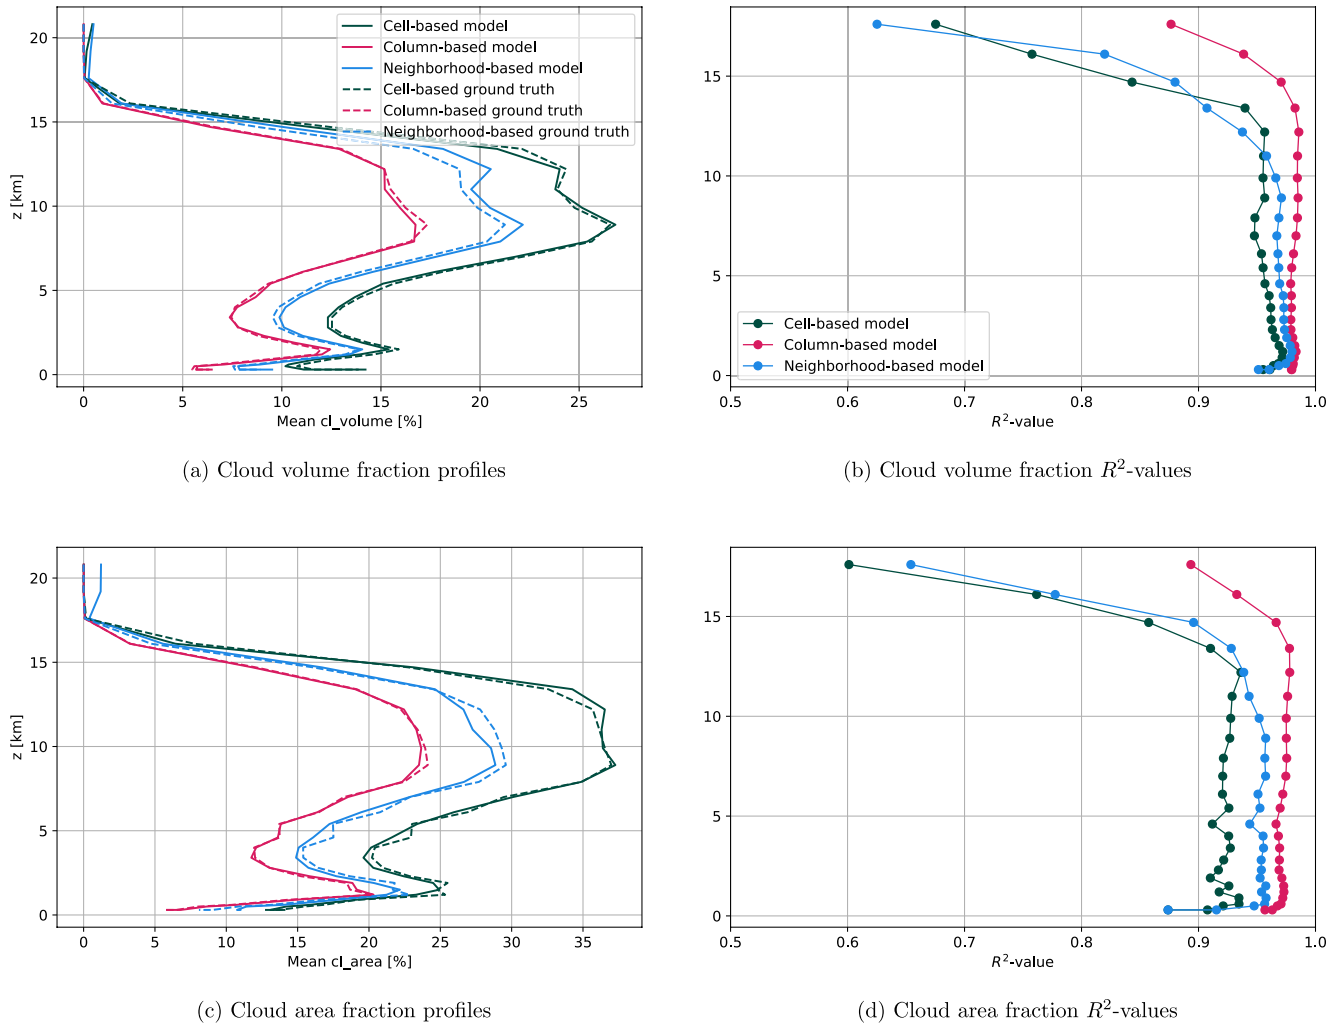 20
15
10
5
0
z [km]
0
5
10
15
20
25
Mean cl_volume [%]
Cell-based model
Column-based model
Neighborhood-based model
Cell-based ground truth
Column-based ground truth
Neighborhood-based ground truth
(a) Cloud volume fraction profiles
15
10
5
0
z [km]
0.5
0.6
0.7
0.8
0.9
1.0
R²-value
Cell-based model
Column-based model
Neighborhood-based model
(b) Cloud volume fraction R²-values
20
15
10
5
0
z [km]
0
5
10
15
20
25
30
35
Mean cl_area [%]
(c) Cloud area fraction profiles
15
10
5
0
z [km]
0.5
0.6
0.7
0.8
0.9
1.0
R²-value
(d) Cloud area fraction R²-values